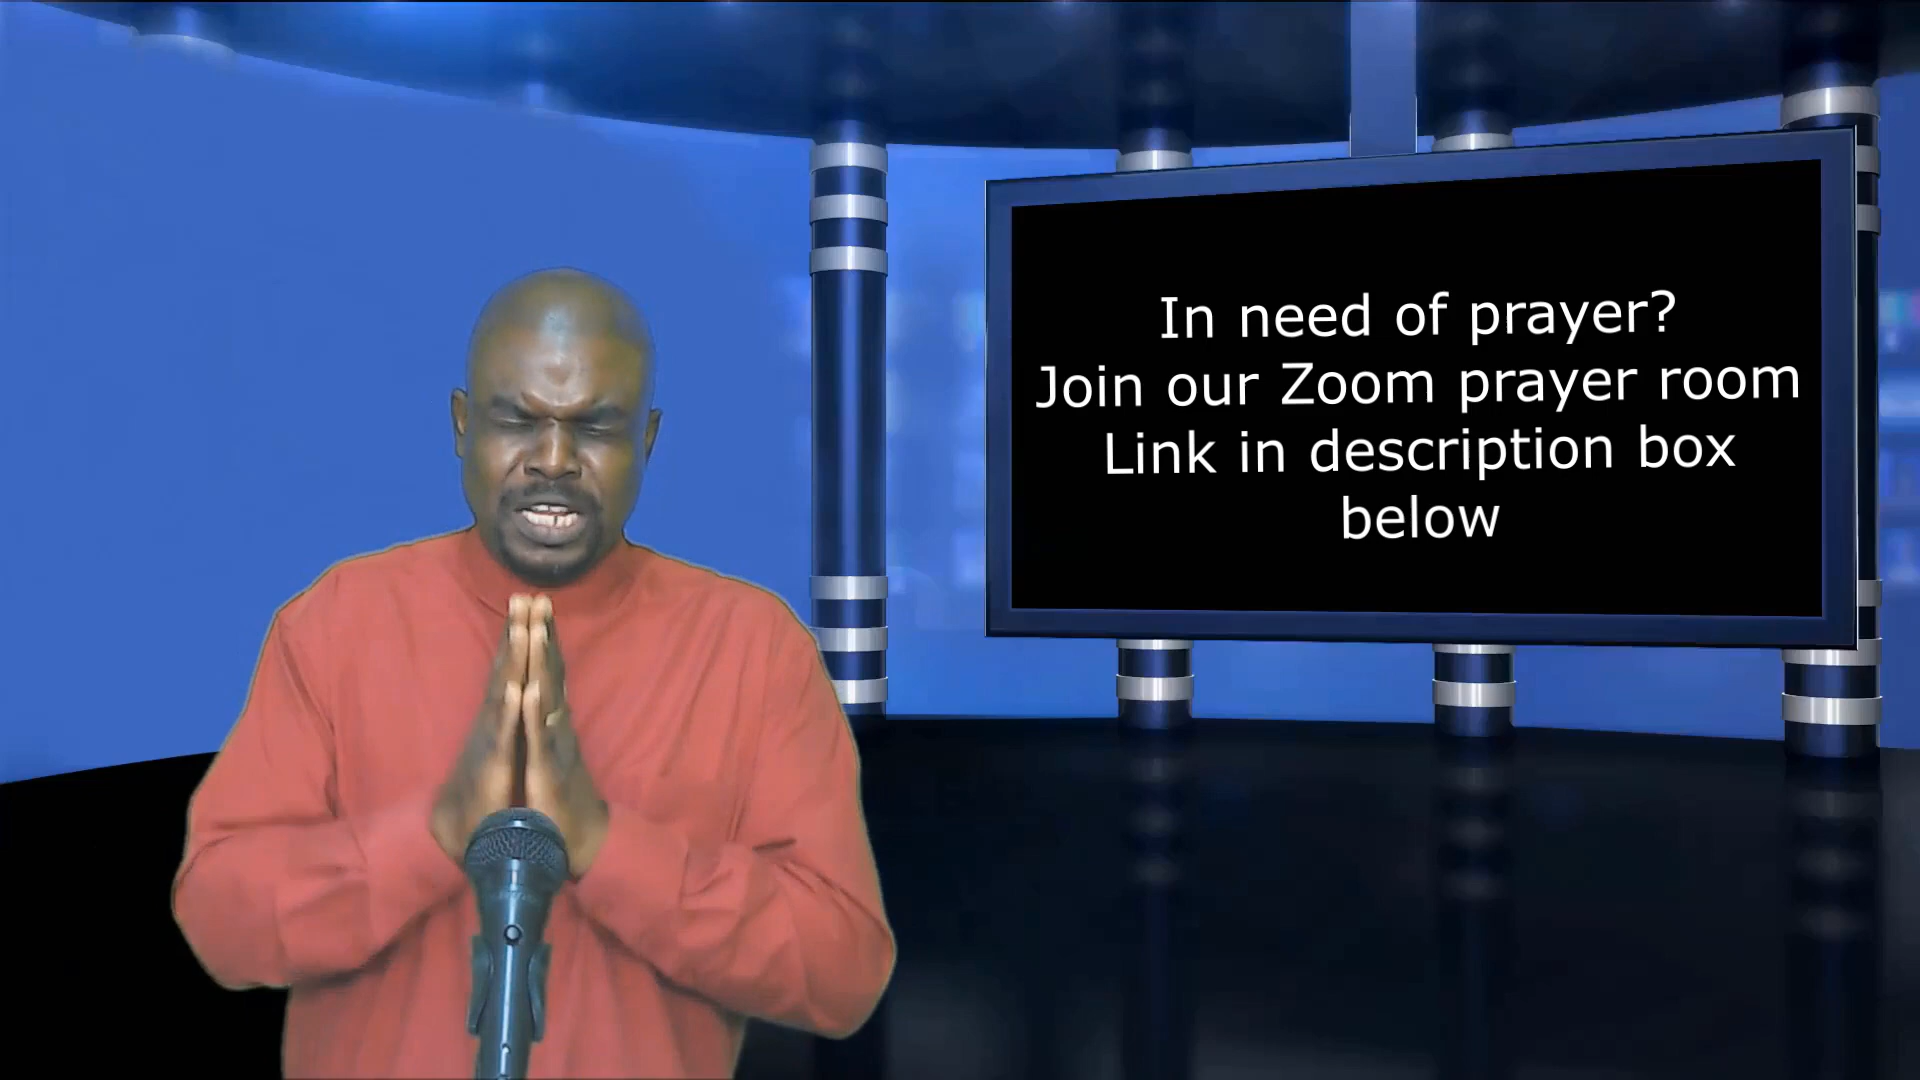 In need of prayer?
Join our Zoom prayer room
Link in description box
below